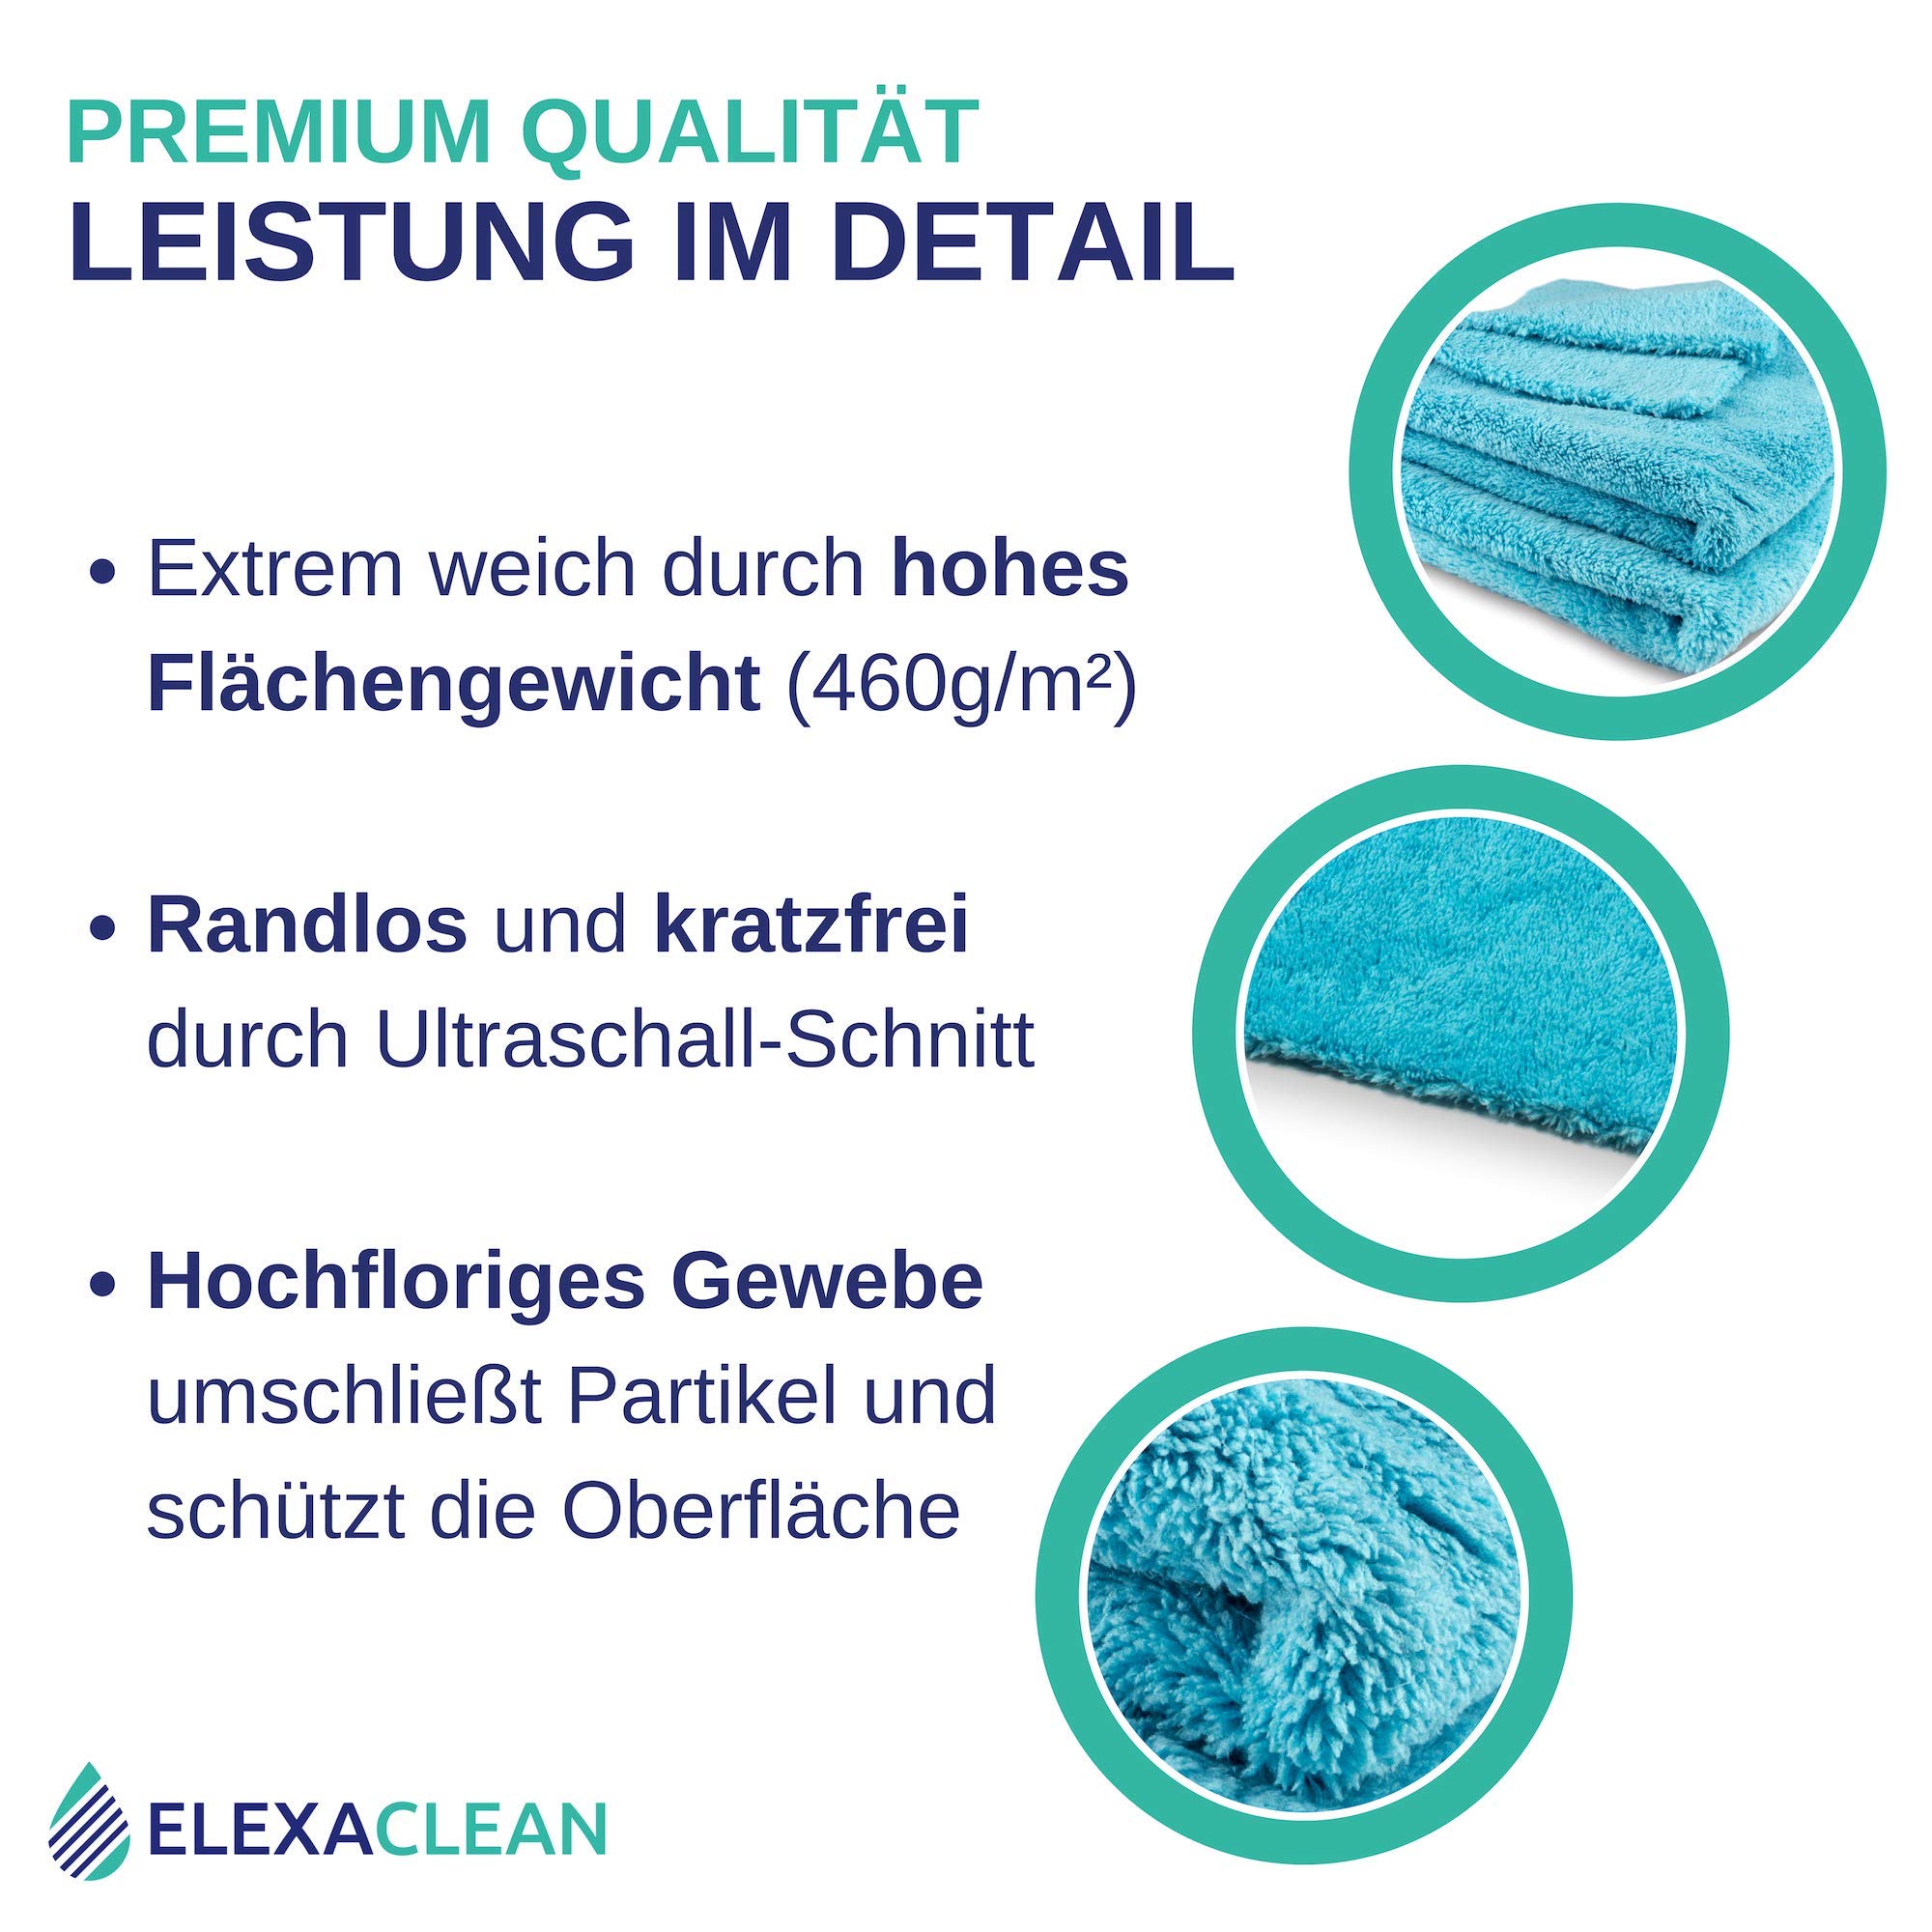 PREMIUM QUALITÄT
LEISTUNG IM DETAIL
• Extrem weich durch hohes
Flächengewicht (460g/m²)
• Randlos und kratzfrei
durch Ultraschall-Schnitt
• Hochfloriges Gewebe
umschließt Partikel und
schützt die Oberfläche
ELEXACLEAN